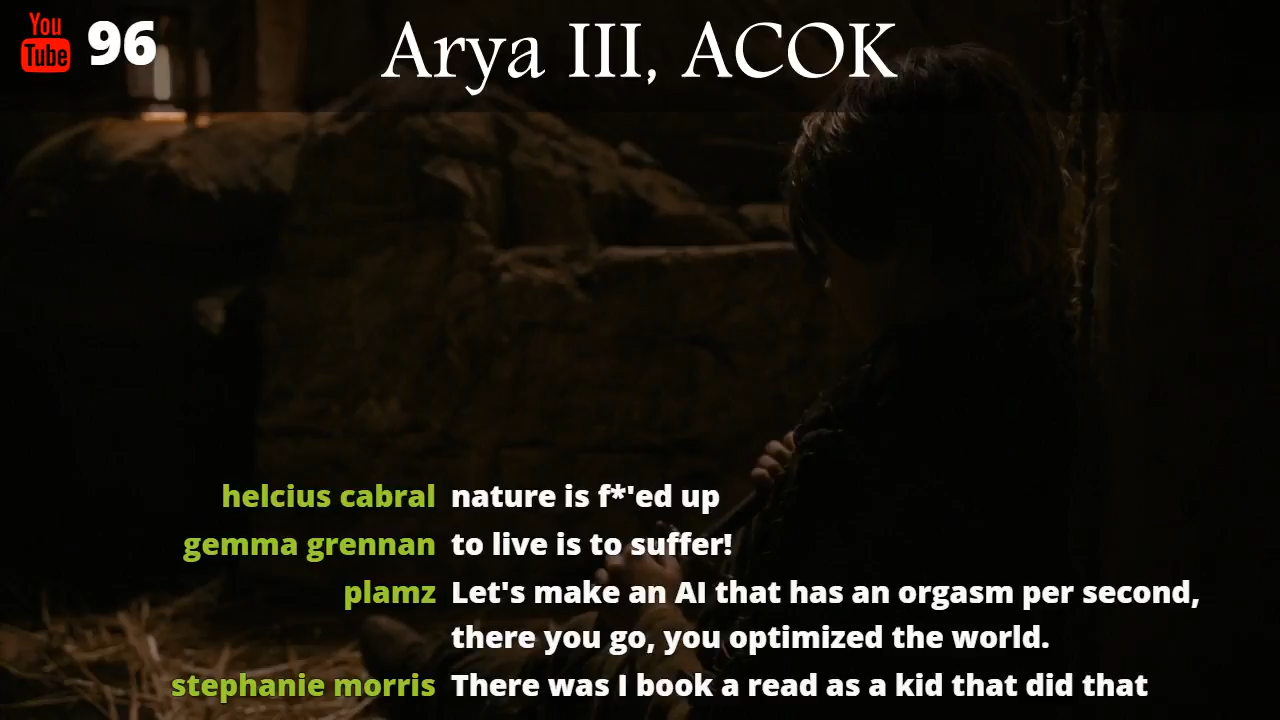 You Tube 96
Arya III, ACOK
helcius cabral nature is f*'ed up
gemma grennan to live is to suffer!
plamz Let's make an AI that has an orgasm per second,
there you go, you optimized the world.
stephanie morris There was I book a read as a kid that did that